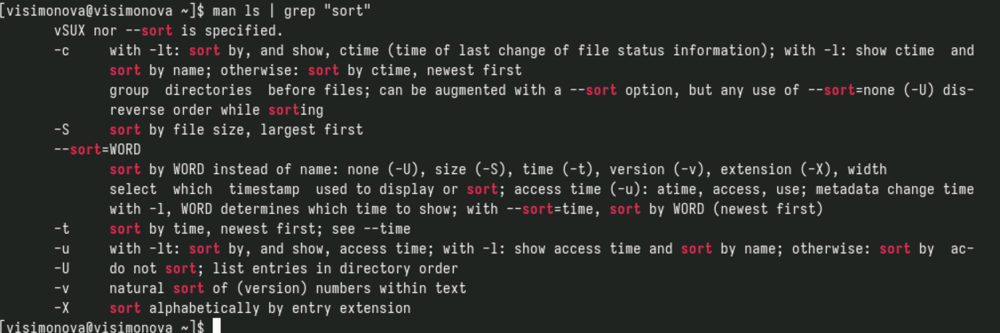 [visimonova@visimonova ~]$ man ls | grep "sort"
       vSUX nor --sort is specified.
       -c     with -lt: sort by, and show, ctime (time of last change of file status information); with -l: show ctime  and
              sort by name; otherwise: sort by ctime, newest first
              group  directories  before files; can be augmented with a --sort option, but any use of --sort=none (-U) dis-
              reverse order while sorting
       -S     sort by file size, largest first
       --sort=WORD
              sort by WORD instead of name: none (-U), size (-S), time (-t), version (-v), extension (-X), width
              select  which  timestamp  used to display or sort; access time (-u): atime, access, use; metadata change time
              with -l, WORD determines which time to show; with --sort=time, sort by WORD (newest first)
       -t     sort by time, newest first; see --time
       -u     with -lt: sort by, and show, access time; with -l: show access time and sort by name; otherwise: sort by  ac-
       -U     do not sort; list entries in directory order
       -v     natural sort of (version) numbers within text
       -X     sort alphabetically by entry extension
[visimonova@visimonova ~]$